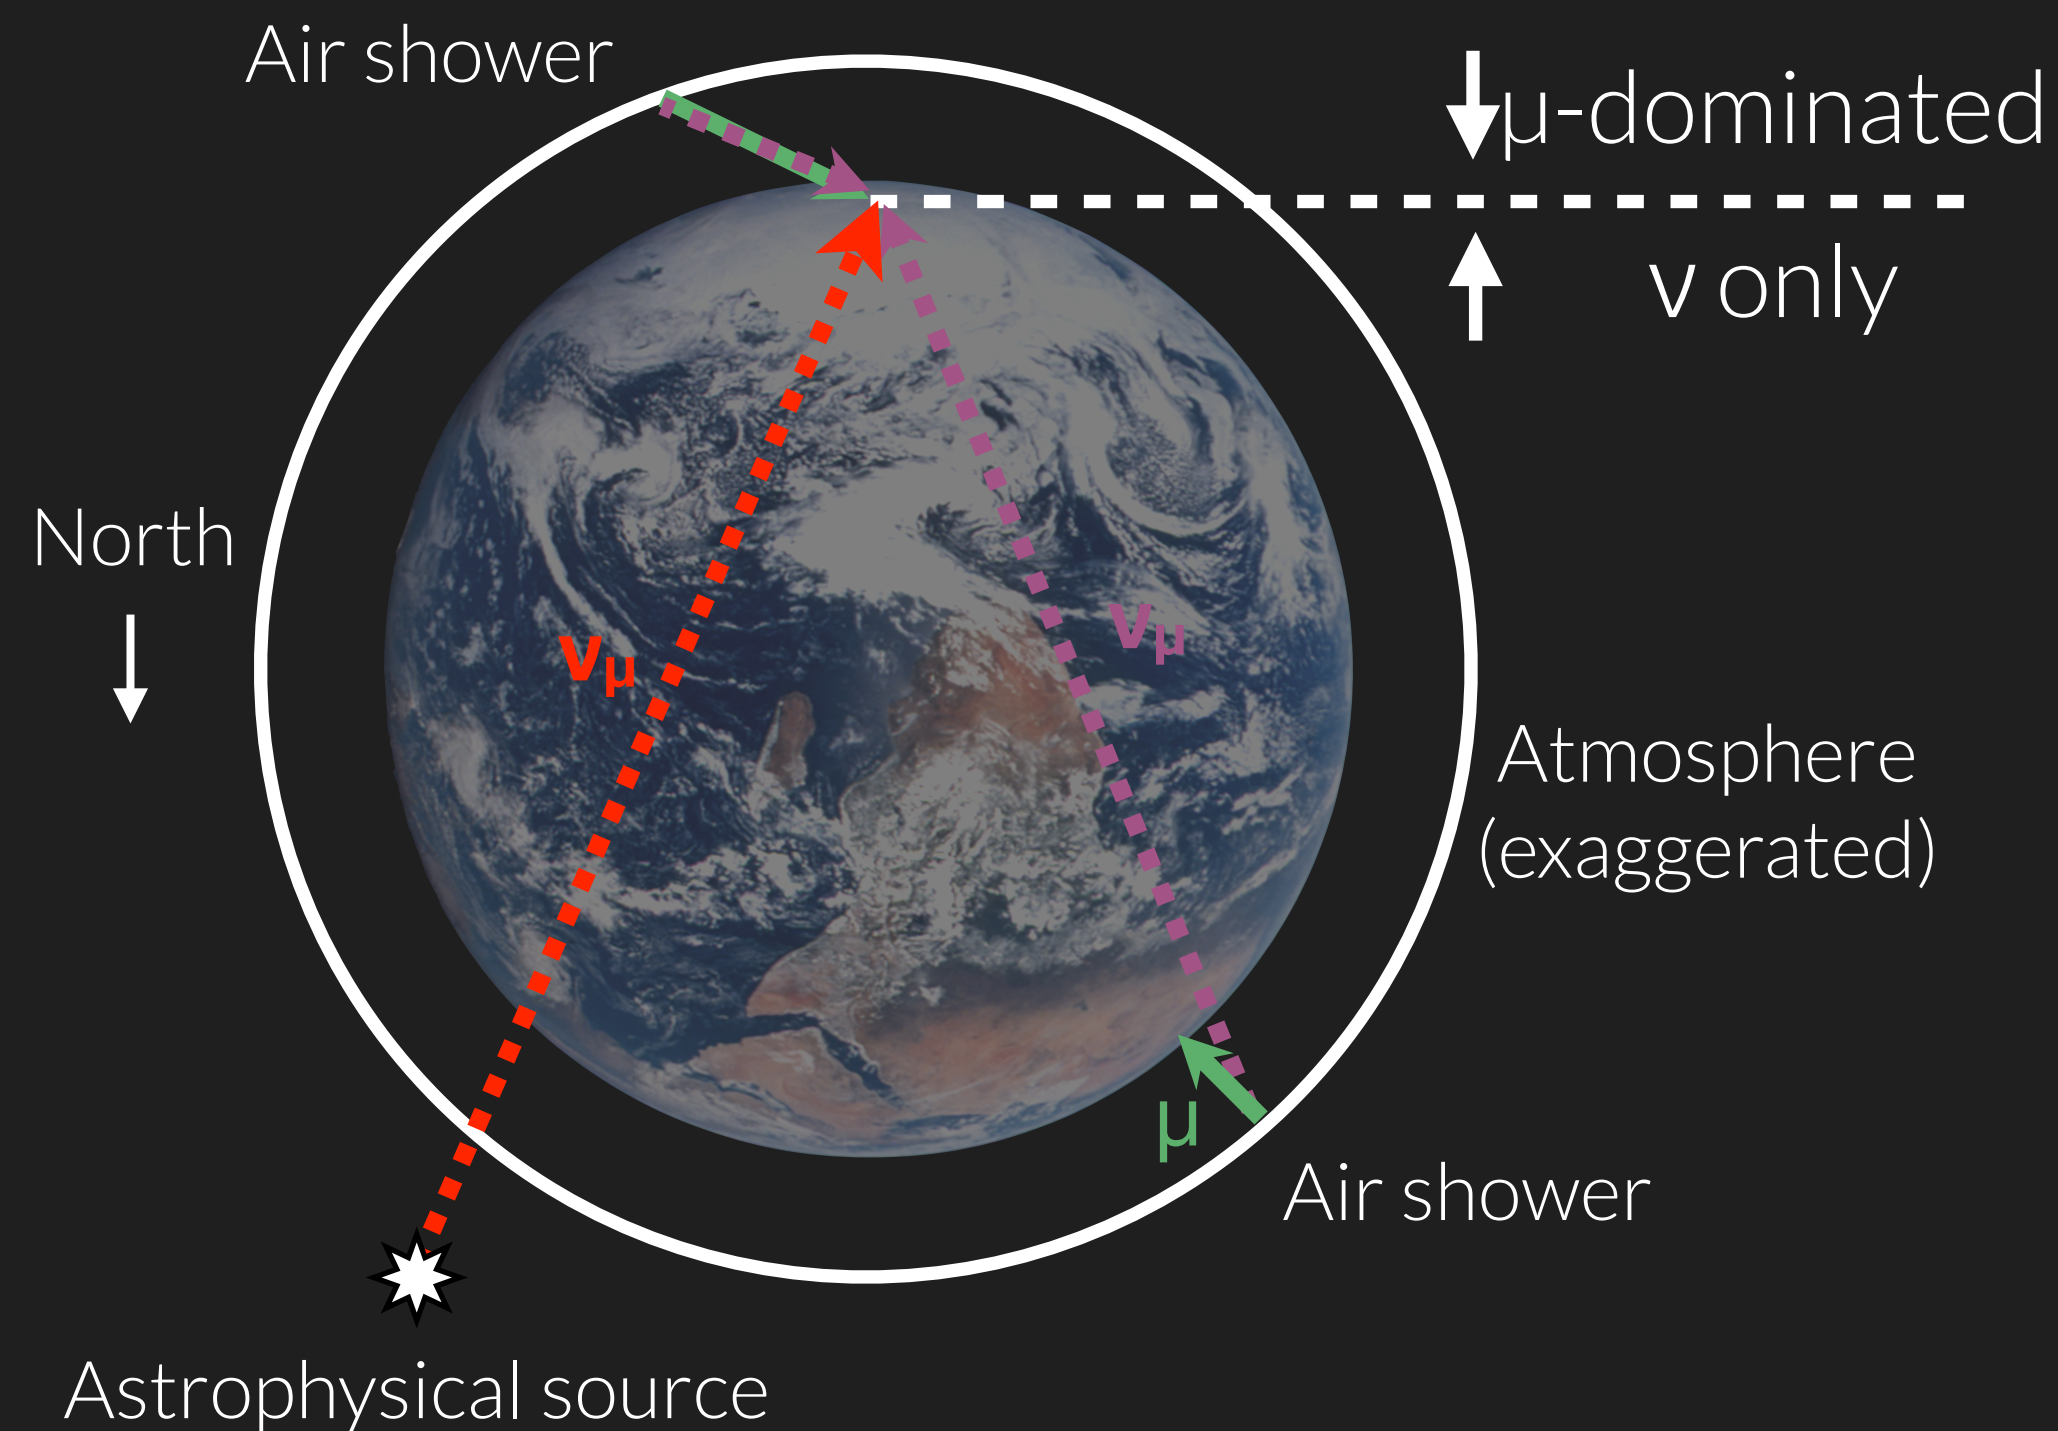 Air shower
μ-dominated
ν only
North
νμ
νμ
Atmosphere
(exaggerated)
μ
Air shower
Astrophysical source